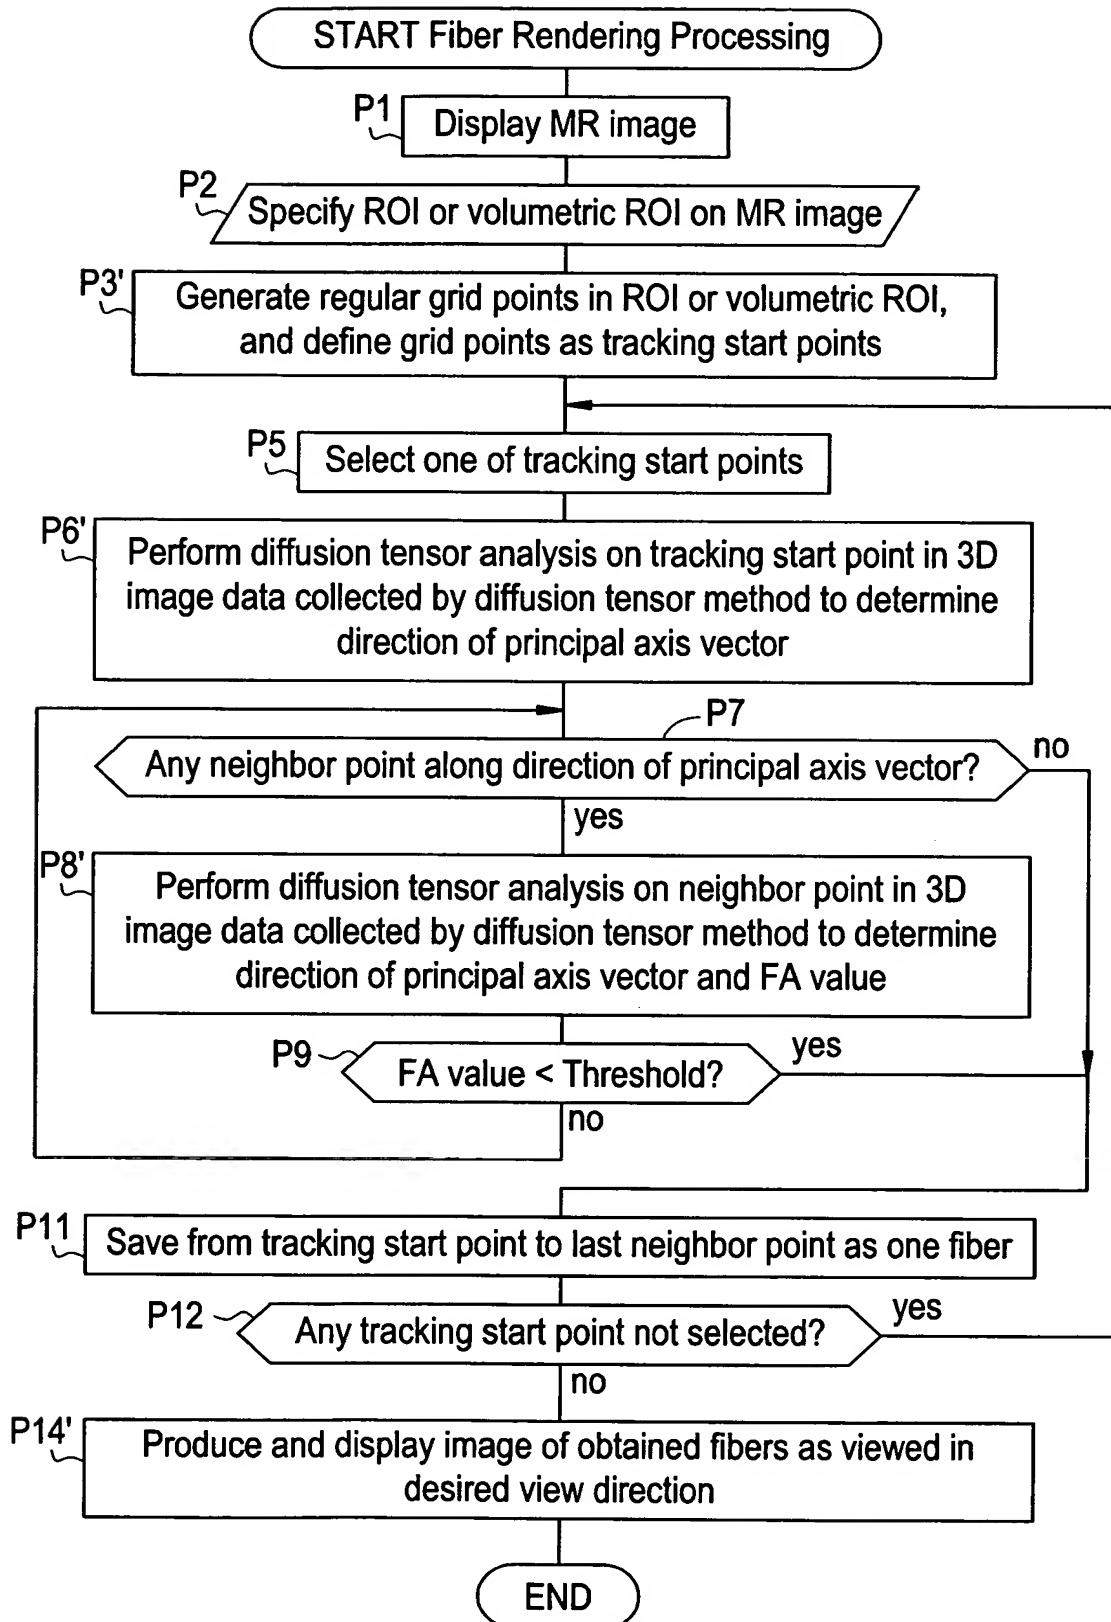 START Fiber Rendering Processing
P1
Display MR image
P2
Specify ROI or volumetric ROI on MR image
P3'
Generate regular grid points in ROI or volumetric ROI,
and define grid points as tracking start points
P5
Select one of tracking start points
P6'
Perform diffusion tensor analysis on tracking start point in 3D
image data collected by diffusion tensor method to determine
direction of principal axis vector
P7
Any neighbor point along direction of principal axis vector?
no
yes
P8'
Perform diffusion tensor analysis on neighbor point in 3D
image data collected by diffusion tensor method to determine
direction of principal axis vector and FA value
P9
FA value < Threshold?
yes
no
P11
Save from tracking start point to last neighbor point as one fiber
P12
Any tracking start point not selected?
yes
no
P14'
Produce and display image of obtained fibers as viewed in
desired view direction
END